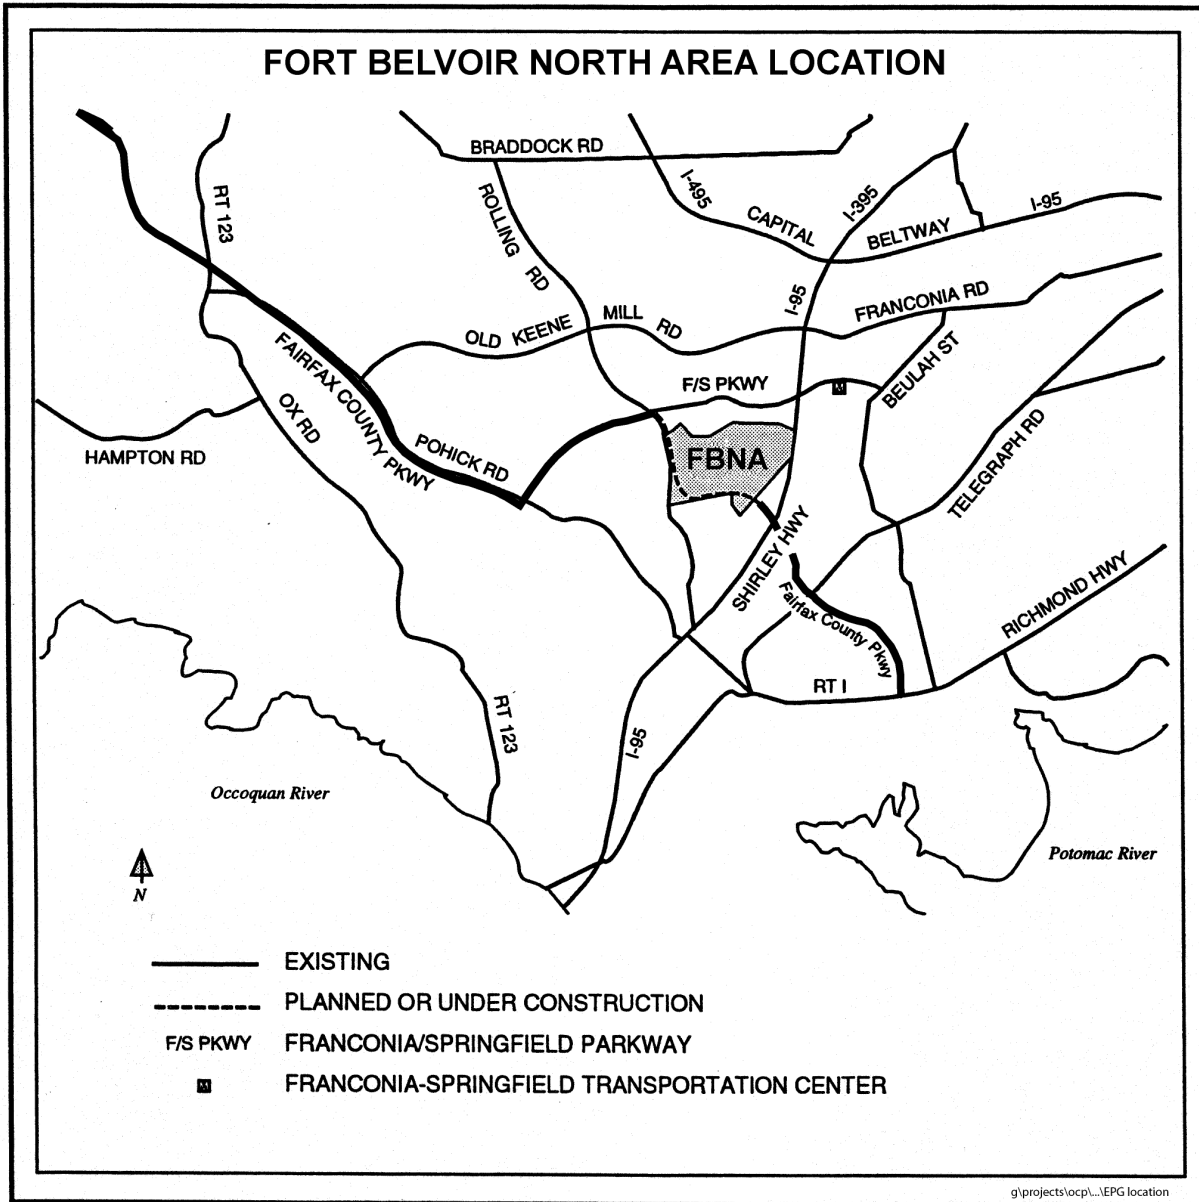 FORT BELVOIR NORTH AREA LOCATION
BRADDOCK RD
RT 123
ROLLING RD
I-495
I-395
CAPITAL BELTWAY
I-95
I-95
FRANCONIA RD
OLD KEENE MILL RD
FAIRFAX COUNTY PKWY
F/S PKWY
M
BEULAH ST
OX RD
POHICK RD
HAMPTON RD
FBNA
TELEGRAPH RD
SHIRLEY HWY
Fairfax County Pkwy
RICHMOND HWY
RT I
RT 123
I-95
Occoquan River
Potomac River
N
EXISTING
PLANNED OR UNDER CONSTRUCTION
F/S PKWY FRANCONIA/SPRINGFIELD PARKWAY
M FRANCONIA-SPRINGFIELD TRANSPORTATION CENTER
g\projects\ocp\...\EPG location